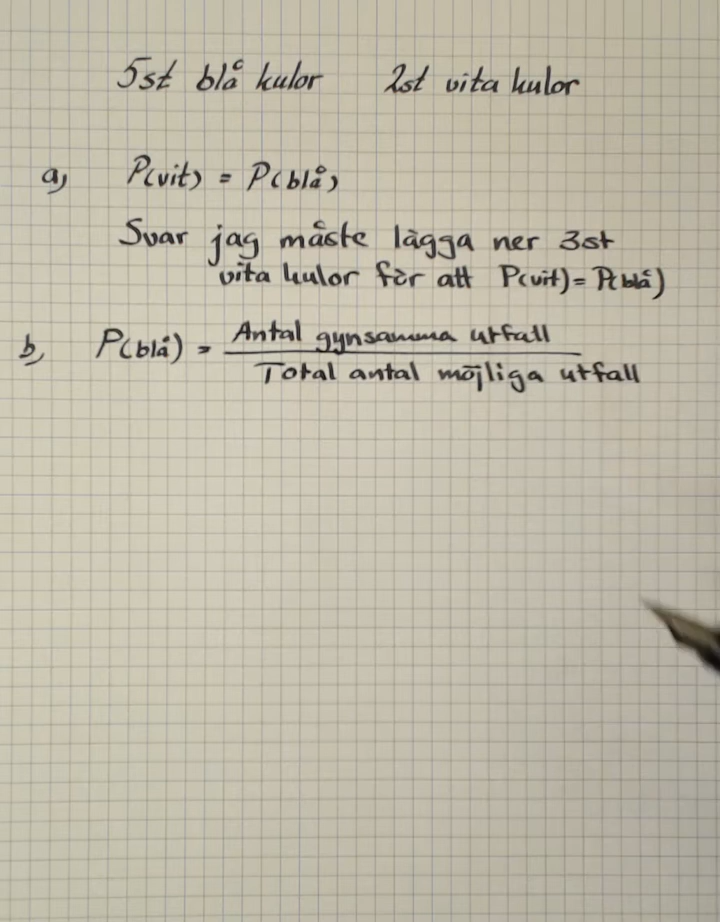 5st blå kulor 2st vita kulor
a) P(vit) = P(blå)
Svar jag måste lägga ner 3st
vita kulor för att P(vit) = P(blå)
b) P(blå) = Antal gynsamma utfall
Total antal möjliga utfall